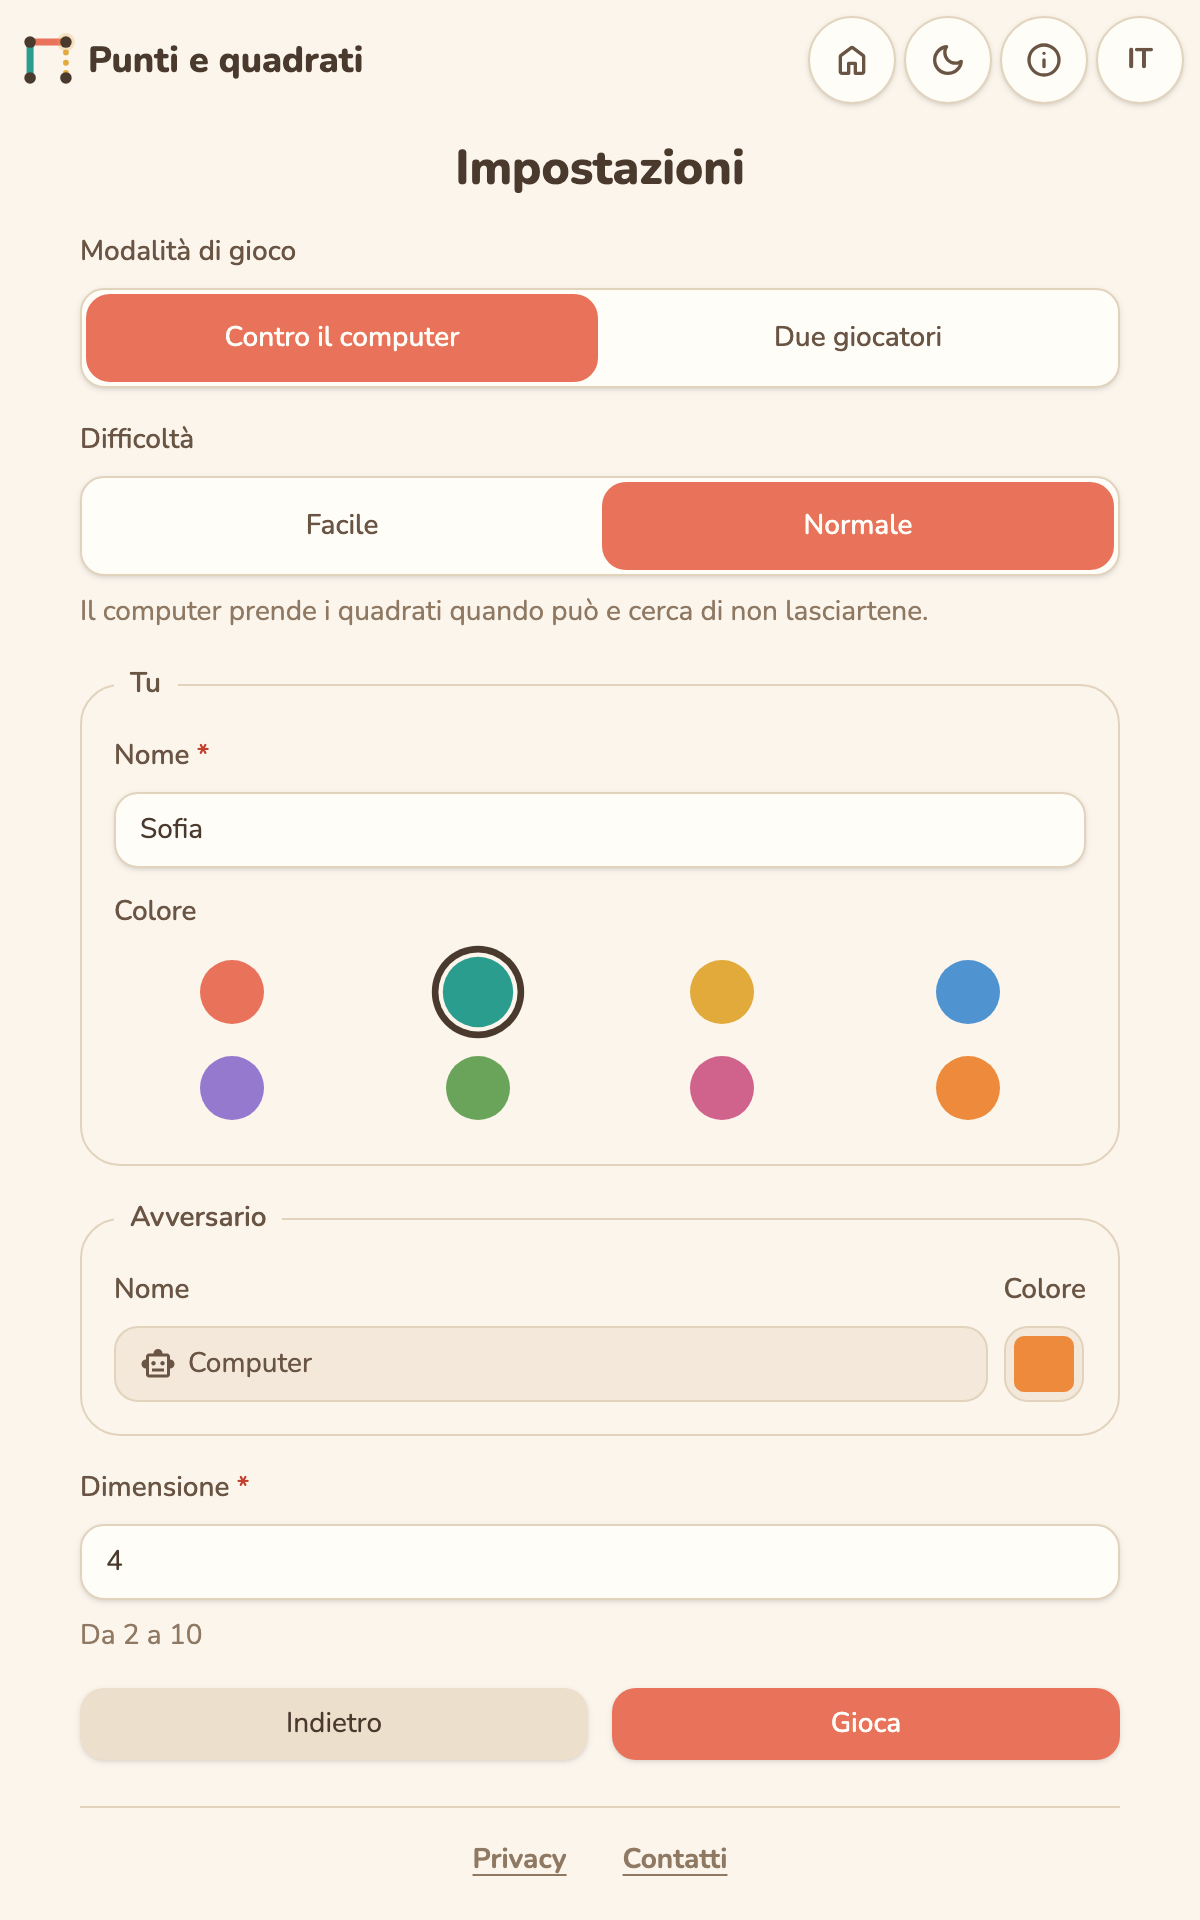 Punti e quadrati
IT
Impostazioni
Modalità di gioco
Contro il computer
Due giocatori
Difficoltà
Facile
Normale
Il computer prende i quadrati quando può e cerca di non lasciartene.
Tu
Nome *
Sofia
Colore
Avversario
Nome
Colore
Computer
Dimensione *
4
Da 2 a 10
Indietro
Gioca
Privacy
Contatti